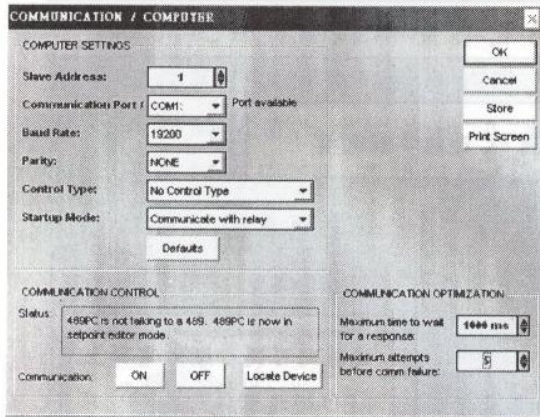 COMMUNICATION / COMPUTER
COMPUTER SETTINGS
Slave Address: 1
Communication Port # COM1: Port available
Baud Rate: 19200
Parity: NONE
Control Type: No Control Type
Startup Mode: Communicate with relay
Defaults
OK
Cancel
Store
Print Screen
COMMUNICATION CONTROL
Status: 489PC is not talking to a 489. 489PC is now in
setpoint editor mode.
Communication: ON OFF Locate Device
COMMUNICATION OPTIMIZATION
Maximum time to wait
for a response: 1000 ms
Maximum attempts
before comm failure: 5